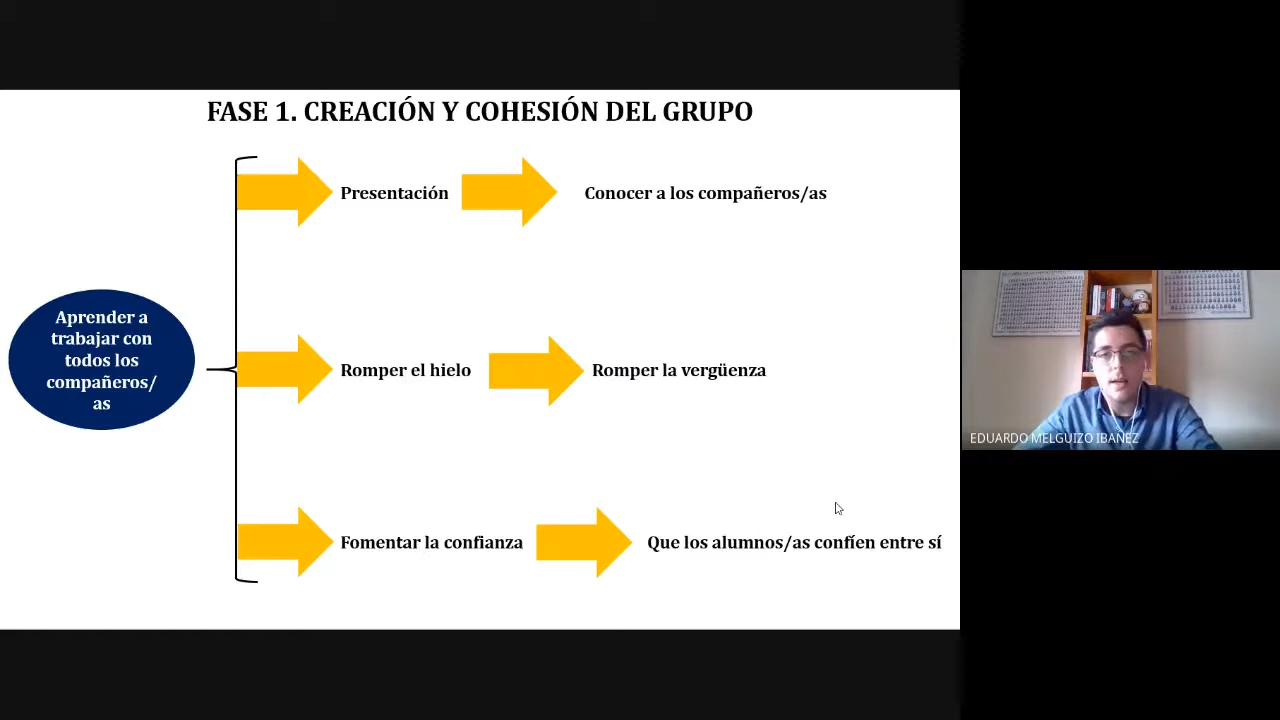 FASE 1. CREACIÓN Y COHESIÓN DEL GRUPO
Presentación
Conocer a los compañeros/as
Aprender a
trabajar con
todos los
compañeros/
as
Romper el hielo
Romper la vergüenza
Fomentar la confianza
Que los alumnos/as confíen entre sí
EDUARDO MELGUIZO IBAÑEZ